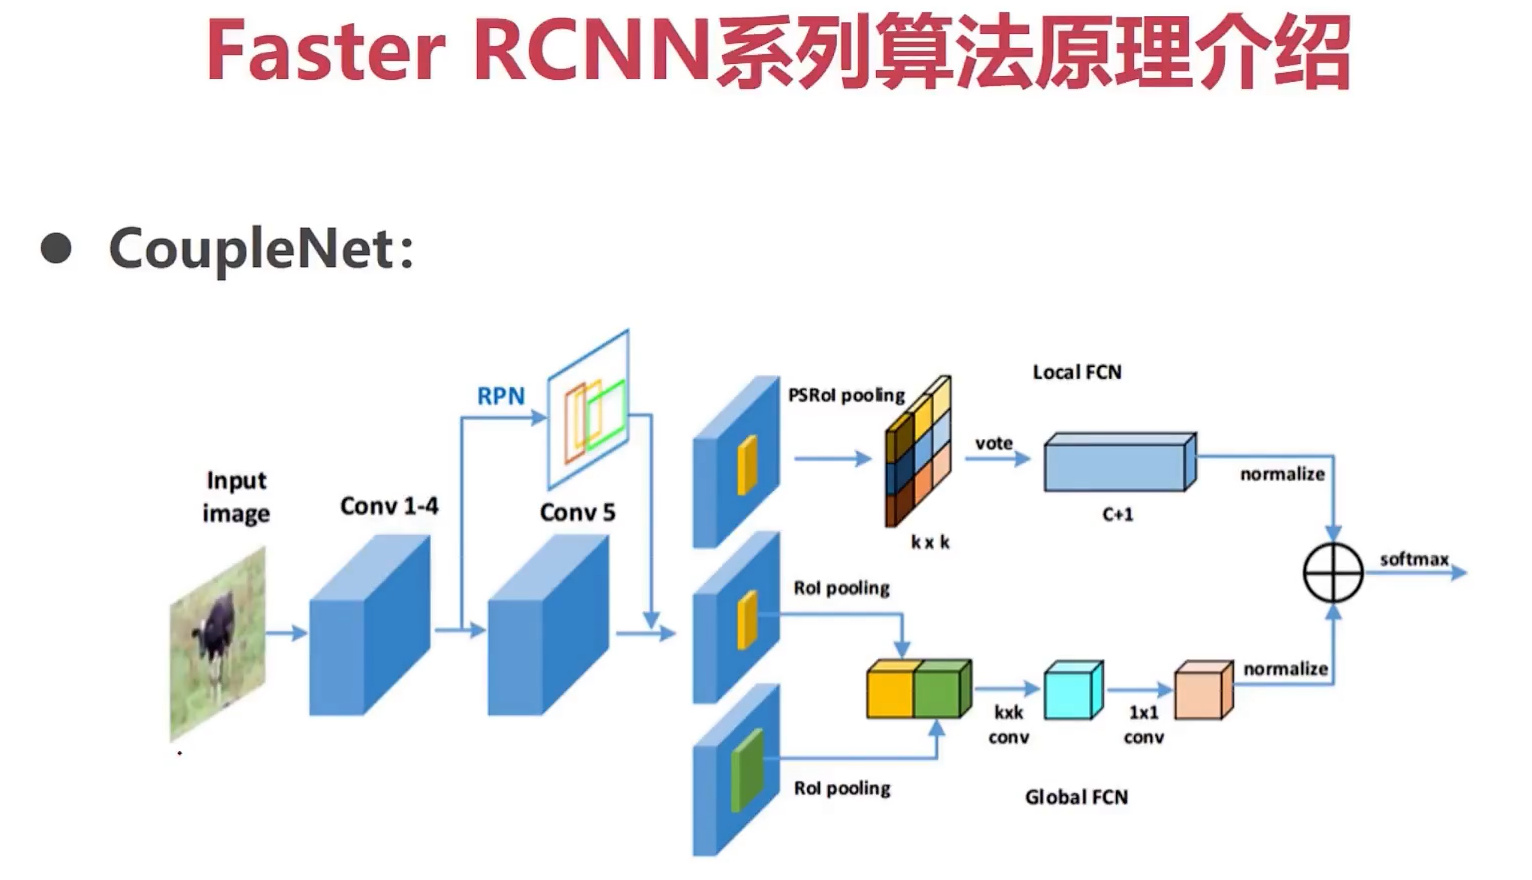 Faster RCNN系列算法原理介绍
● CoupleNet：
Input
image
Conv 1-4
RPN
Conv 5
PSRoI pooling
k x k
vote
Local FCN
C+1
normalize
softmax
RoI pooling
kxk
conv
1x1
conv
normalize
RoI pooling
Global FCN